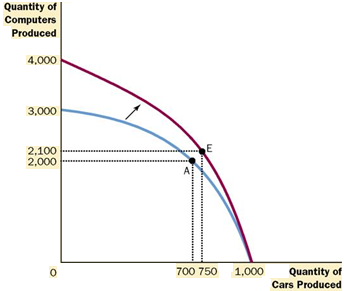 Quantity of
Computers
Produced
4,000
3,000
2,100
2,000
E
A
0
700 750 1,000
Quantity of
Cars Produced